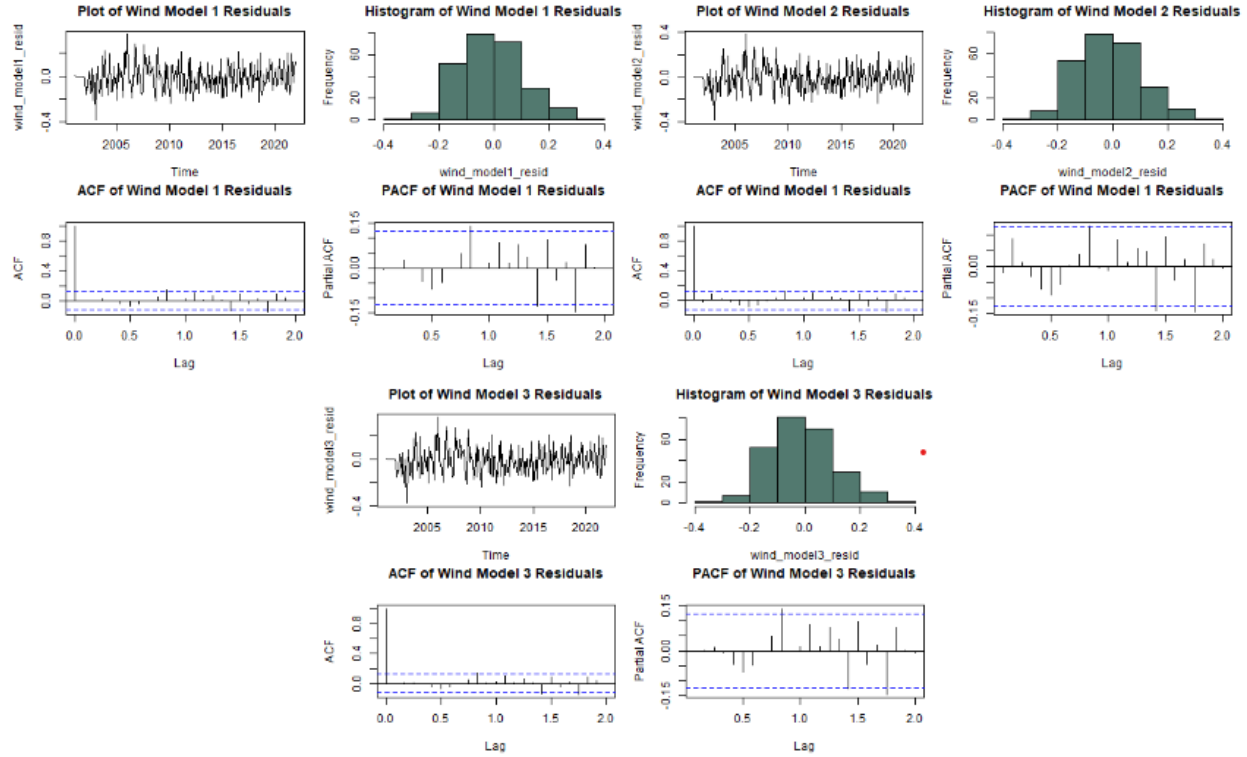 Plot of Wind Model 1 Residuals
wind_model1_resid
0.0
-0.4
2005 2010 2015 2020
Time
Histogram of Wind Model 1 Residuals
Frequency
60
20
0
-0.4 -0.2 0.0 0.2 0.4
wind_model1_resid
Plot of Wind Model 2 Residuals
wind_model2_resid
0.4
0.0
-0.4
2005 2010 2015 2020
Time
Histogram of Wind Model 2 Residuals
Frequency
60
20
0
-0.4 -0.2 0.0 0.2 0.4
wind_model2_resid
ACF of Wind Model 1 Residuals
ACF
0.8
0.4
0.0
0.0 0.5 1.0 1.5 2.0
Lag
PACF of Wind Model 1 Residuals
Partial ACF
0.15
0.00
-0.15
0.5 1.0 1.5 2.0
Lag
ACF of Wind Model 1 Residuals
ACF
0.8
0.4
0.0
0.0 0.5 1.0 1.5 2.0
Lag
PACF of Wind Model 1 Residuals
Partial ACF
0.15
0.00
-0.15
0.5 1.0 1.5 2.0
Lag
Plot of Wind Model 3 Residuals
wind_model3_resid
0.0
-0.4
2005 2010 2015 2020
Time
Histogram of Wind Model 3 Residuals
Frequency
60
20
0
-0.4 -0.2 0.0 0.2 0.4
wind_model3_resid
ACF of Wind Model 3 Residuals
ACF
0.8
0.4
0.0
0.0 0.5 1.0 1.5 2.0
Lag
PACF of Wind Model 3 Residuals
Partial ACF
0.15
0.00
-0.15
0.5 1.0 1.5 2.0
Lag